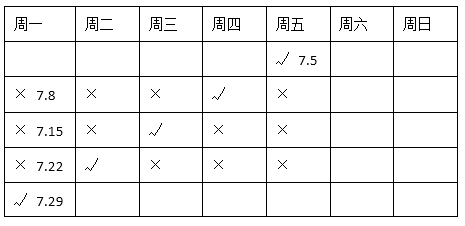 周一 周二 周三 周四 周五 周六 周日
√ 7.5
× 7.8 × × √ ×
× 7.15 × √ × ×
× 7.22 √ × × ×
√ 7.29